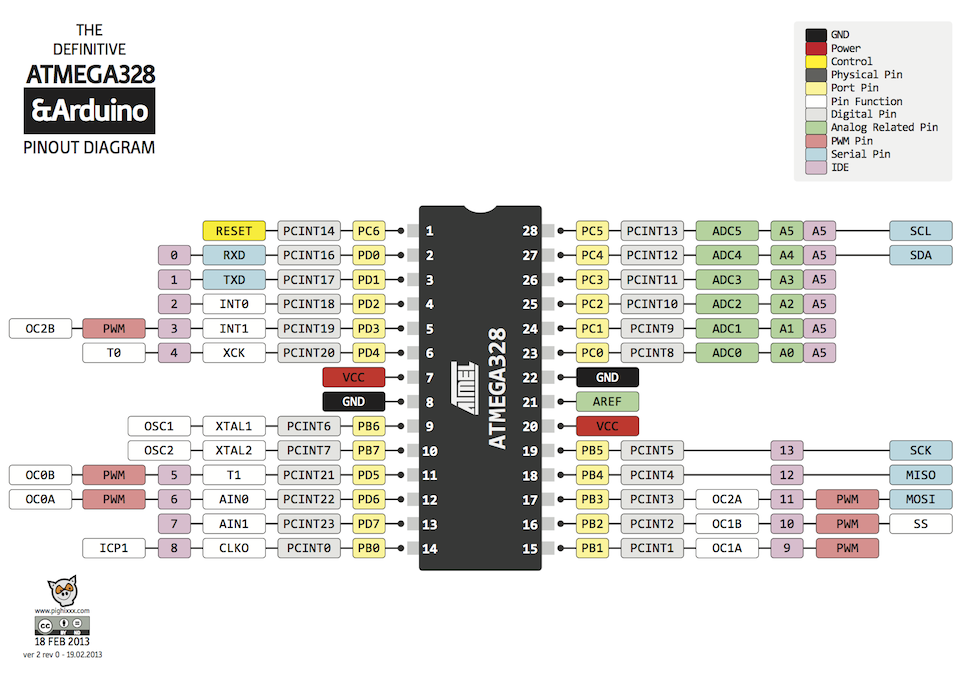 THE
DEFINITIVE
ATMEGA328
&Arduino
PINOUT DIAGRAM
GND
Power
Control
Physical Pin
Port Pin
Pin Function
Digital Pin
Analog Related Pin
PWM Pin
Serial Pin
IDE
RESET PCINT14 PC6 1 28 PC5 PCINT13 ADC5 A5 A5 SCL
0 RXD PCINT16 PD0 2 27 PC4 PCINT12 ADC4 A4 A5 SDA
1 TXD PCINT17 PD1 3 26 PC3 PCINT11 ADC3 A3 A5
2 INT0 PCINT18 PD2 4 25 PC2 PCINT10 ADC2 A2 A5
OC2B PWM 3 INT1 PCINT19 PD3 5 24 PC1 PCINT9 ADC1 A1 A5
T0 4 XCK PCINT20 PD4 6 23 PC0 PCINT8 ADC0 A0 A5
VCC 7 22 GND
GND 8 21 AREF
OSC1 XTAL1 PCINT6 PB6 9 20 VCC
OSC2 XTAL2 PCINT7 PB7 10 19 PB5 PCINT5 13 SCK
OC0B PWM 5 T1 PCINT21 PD5 11 18 PB4 PCINT4 12 MISO
OC0A PWM 6 AIN0 PCINT22 PD6 12 17 PB3 PCINT3 OC2A 11 PWM MOSI
7 AIN1 PCINT23 PD7 13 16 PB2 PCINT2 OC1B 10 PWM SS
ICP1 8 CLKO PCINT0 PB0 14 15 PB1 PCINT1 OC1A 9 PWM
ATMEL
ATMEGA328
www.pighixxx.com
cc
BY ND
18 FEB 2013
ver 2 rev 0 - 19.02.2013